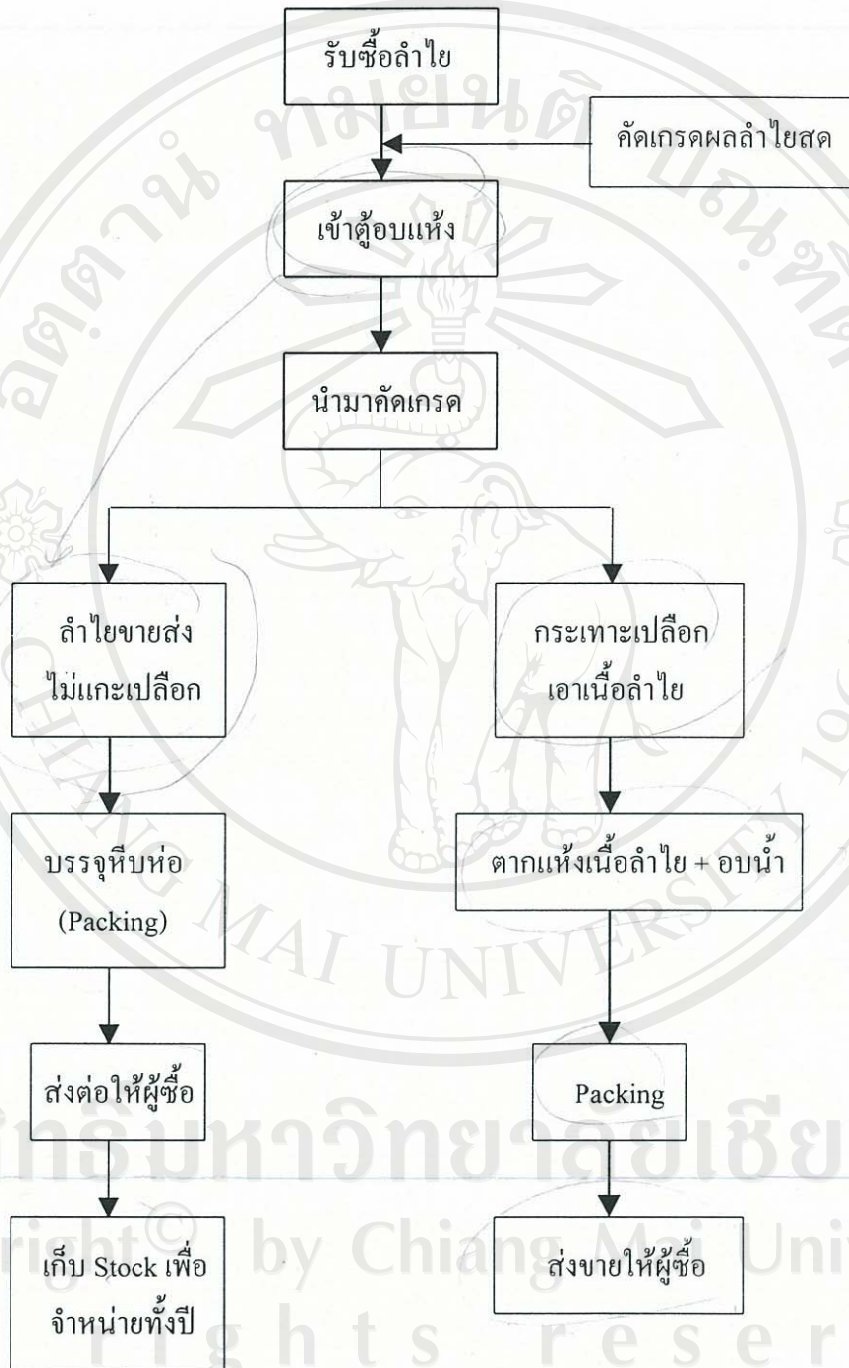 รับซื้อลำไย
คัดเกรดผลลำไยสด
เข้าตู้อบแห้ง
นำมาคัดเกรด
ลำไยขายส่ง
ไม่แกะเปลือก
กระเทาะเปลือก
เอาเนื้อลำไย
บรรจุหีบห่อ
(Packing)
ตากแห้งเนื้อลำไย + อบน้ำ
ส่งต่อให้ผู้ซื้อ
Packing
เก็บ Stock เพื่อ
จำหน่ายทั้งปี
ส่งขายให้ผู้ซื้อ
CHIANG MAI UNIVERSITY
by Chiang Mai
rights